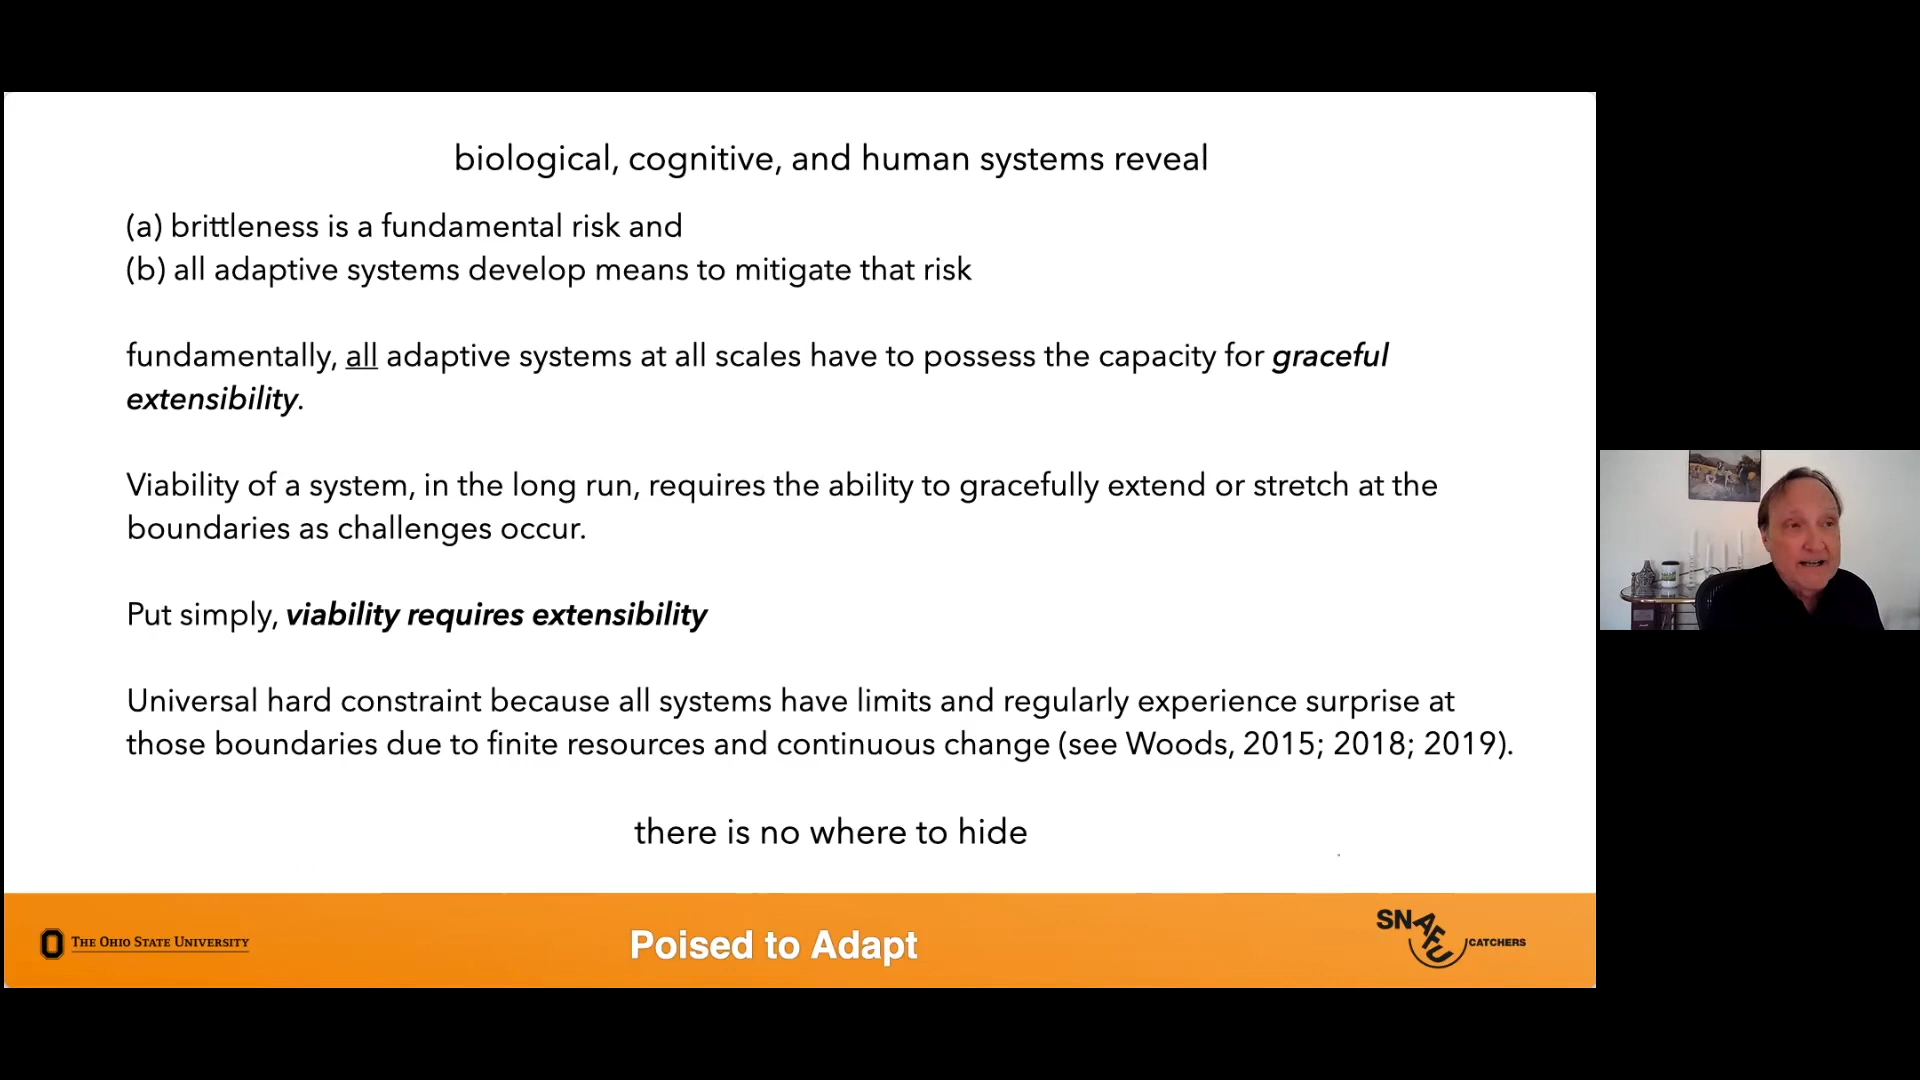 biological, cognitive, and human systems reveal
(a) brittleness is a fundamental risk and
(b) all adaptive systems develop means to mitigate that risk
fundamentally, all adaptive systems at all scales have to possess the capacity for graceful
extensibility.
Viability of a system, in the long run, requires the ability to gracefully extend or stretch at the
boundaries as challenges occur.
Put simply, viability requires extensibility
Universal hard constraint because all systems have limits and regularly experience surprise at
those boundaries due to finite resources and continuous change (see Woods, 2015; 2018; 2019).
there is no where to hide
THE OHIO STATE UNIVERSITY
Poised to Adapt
SNAFU CATCHERS